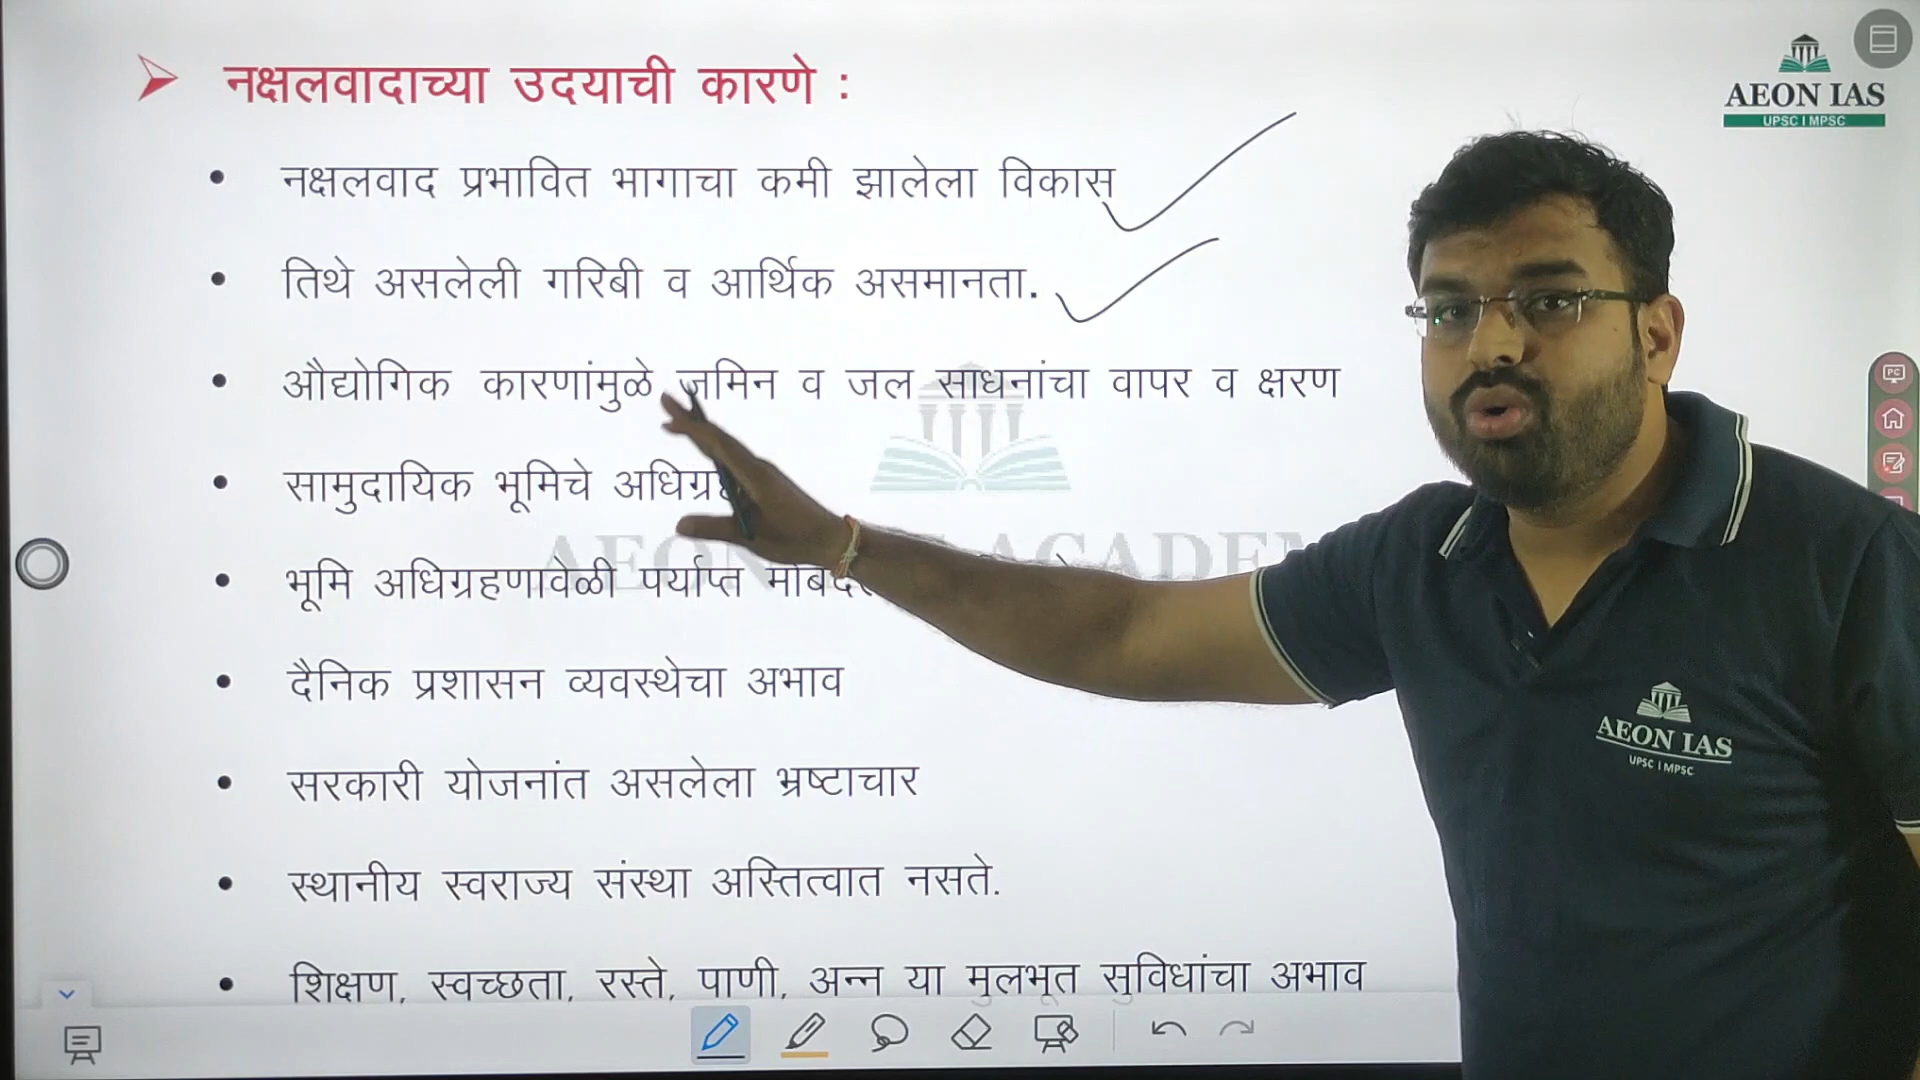 नक्षलवादाच्या उदयाची कारणे :
AEON IAS
UPSC | MPSC
• नक्षलवाद प्रभावित भागाचा कमी झालेला विकास
• तिथे असलेली गरिबी व आर्थिक असमानता.
• औद्योगिक कारणांमुळे जमिन व जल साधनांचा वापर व क्षरण
• सामुदायिक भूमिचे
• भूमि अधिग्रहणावेळी पर्याप्त
• दैनिक प्रशासन व्यवस्थेचा अभाव
• सरकारी योजनांत असलेला भ्रष्टाचार
• स्थानीय स्वराज्य संस्था अस्तित्वात नसते.
• शिक्षण, स्वच्छता, रस्ते, पाणी, अन्न या मुलभूत सुविधांचा अभाव
AEON IAS
UPSC | MPSC
PC